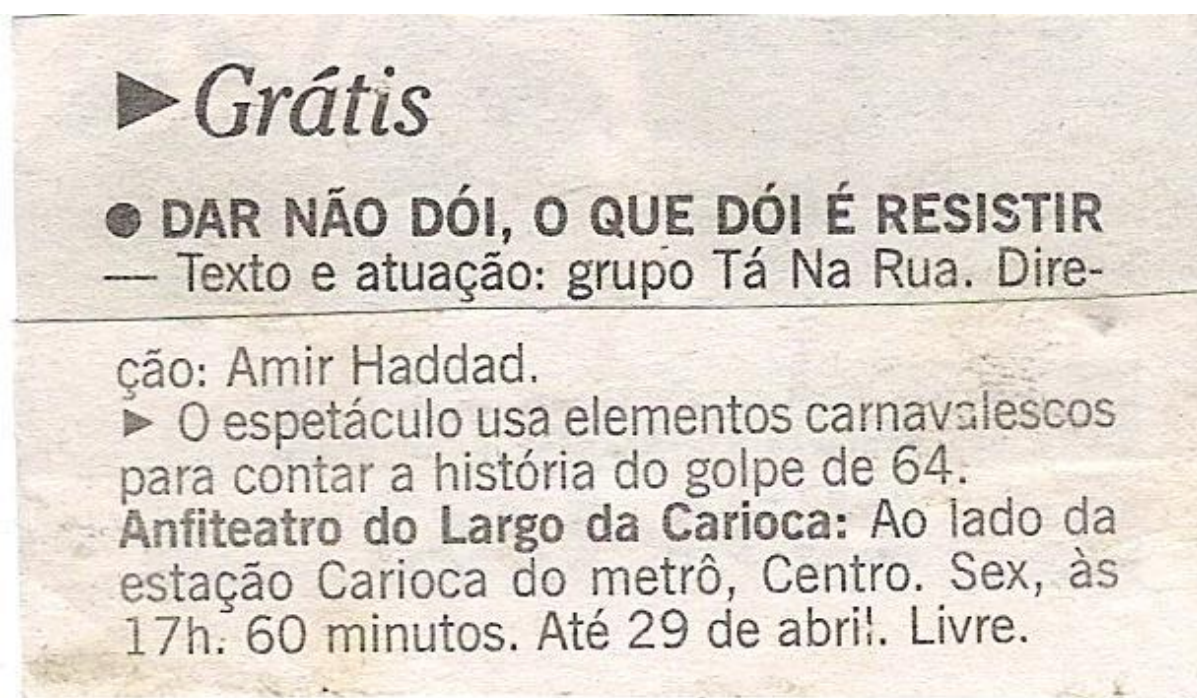 ►Grátis
● DAR NÃO DÓI, O QUE DÓI É RESISTIR
— Texto e atuação: grupo Tá Na Rua. Dire-
ção: Amir Haddad.
► O espetáculo usa elementos carnavalescos
para contar a história do golpe de 64.
Anfiteatro do Largo da Carioca: Ao lado da
estação Carioca do metrô, Centro. Sex, às
17h. 60 minutos. Até 29 de abril. Livre.